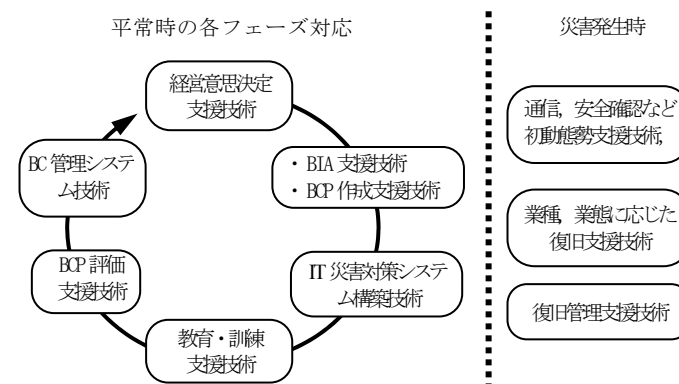 平常時の各フェーズ対応
経営意思決定
支援技術
・ BIA 支援技術
・ BCP 作成支援技術
IT 災害対策システ
ム構築技術
教育・訓練
支援技術
BCP 評価
支援技術
BC 管理システ
ム技術
災害発生時
通信, 安全確認など
初動態勢支援技術,
業種, 業態に応じた
復旧支援技術
復旧管理支援技術